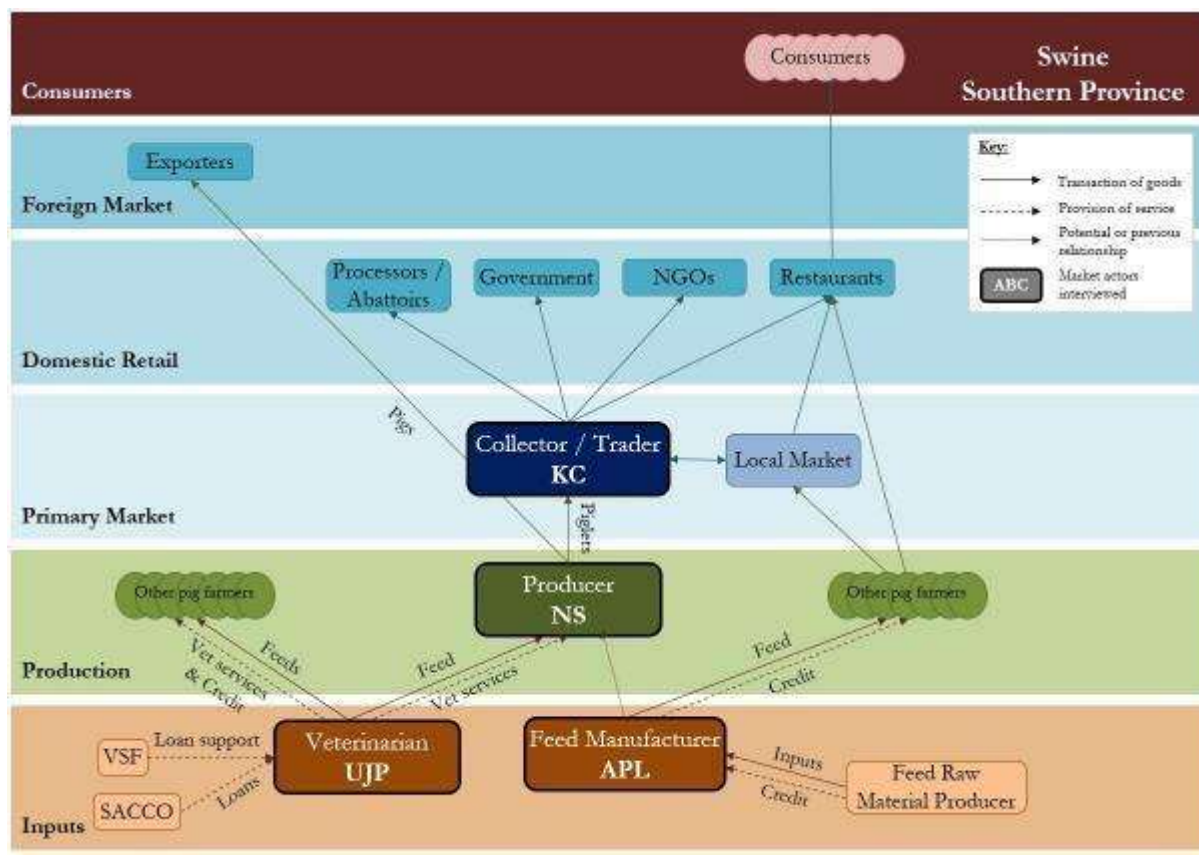 Consumers
Swine
Southern Province
Consumers
Exporters
Foreign Market
Key:
Transaction of goods
Provision of service
Potential or previous
relationship
ABC
Market actors
interviewed
Processors /
Abattoirs
Government
NGOs
Restaurants
Domestic Retail
Pigs
Collector / Trader
KC
Local Market
Primary Market
Piglets
Other pig farmers
Producer
NS
Other pig farmers
Production
Feeds
Vet services
& Credit
Feed
Vet services
Feed
Credit
VSF
Loan support
Veterinarian
UJP
Feed Manufacturer
APL
Inputs
Credit
Feed Raw
Material Producer
SACCO
Loans
Inputs